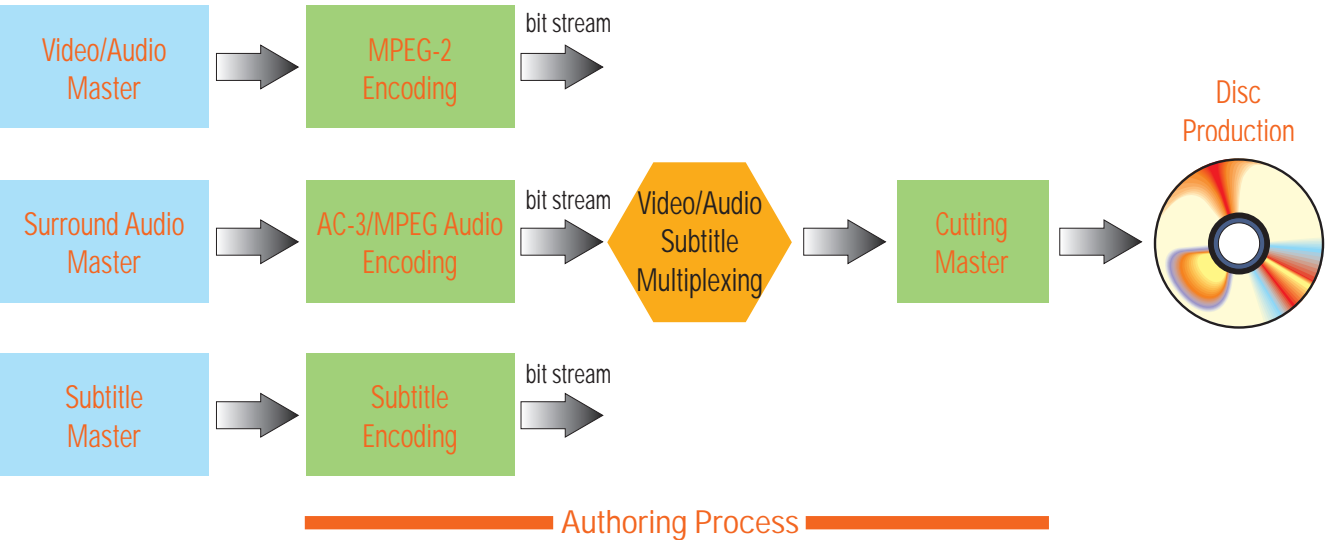 Video/Audio
Master
MPEG-2
Encoding
bit stream
Disc
Production
Surround Audio
Master
AC-3/MPEG Audio
Encoding
bit stream
Video/Audio
Subtitle
Multiplexing
Cutting
Master
Subtitle
Master
Subtitle
Encoding
bit stream
Authoring Process